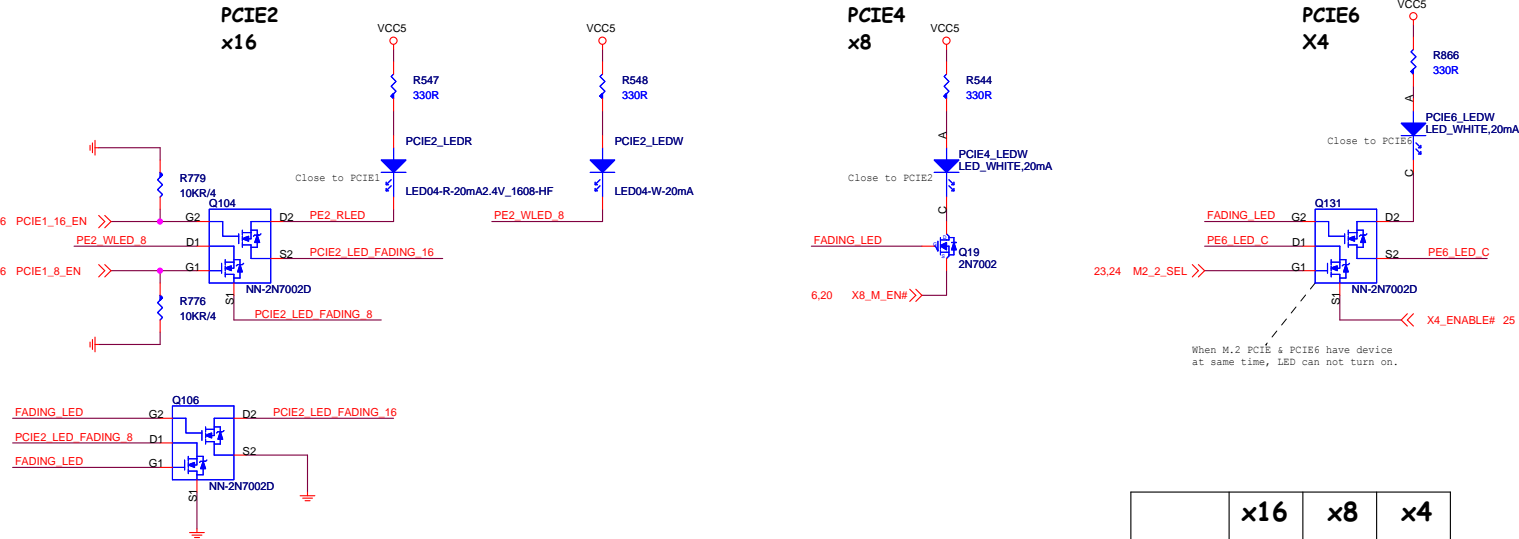 PCIE2
x16
VCC5
R547
330R
PCIE2_LEDR
Close to PCIE1
LED04-R-20mA2.4V_1608-HF
VCC5
R548
330R
PCIE2_LEDW
LED04-W-20mA
PE2_WLED_8
R779
10KR/4
Q104
6 PCIE1_16_EN
G2
D2
PE2_RLED
PE2_WLED_8
D1
S2
PCIE2_LED_FADING_16
6 PCIE1_8_EN
G1
NN-2N7002D
S1
PCIE2_LED_FADING_8
R776
10KR/4
Q106
FADING_LED
G2
D2
PCIE2_LED_FADING_16
PCIE2_LED_FADING_8
D1
S2
FADING_LED
G1
NN-2N7002D
S1
PCIE4
x8
VCC5
R544
330R
A
PCIE4_LEDW
LED_WHITE,20mA
Close to PCIE2
C
FADING_LED
Q19
2N7002
6,20 X8_M_EN#
PCIE6
X4
VCC5
R866
330R
A
PCIE6_LEDW
LED_WHITE,20mA
Close to PCIE6
C
Q131
FADING_LED
G2
D2
PE6_LED_C
D1
S2
PE6_LED_C
23,24 M2_2_SEL
G1
NN-2N7002D
S1
X4_ENABLE# 25
When M.2 PCIE & PCIE6 have device
at same time, LED can not turn on.
x16 x8 x4